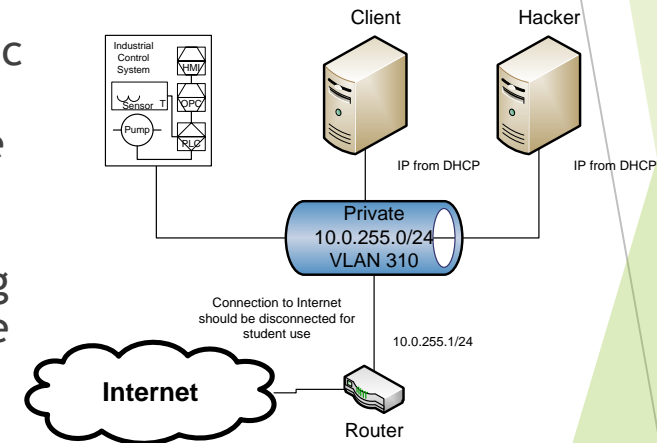 Client
Hacker
Industrial
Control
System
HMI
Sensor T
OPC
Pump
PLC
IP from DHCP
IP from DHCP
Private
10.0.255.0/24
VLAN 310
Connection to Internet
should be disconnected for
student use
10.0.255.1/24
Internet
Router